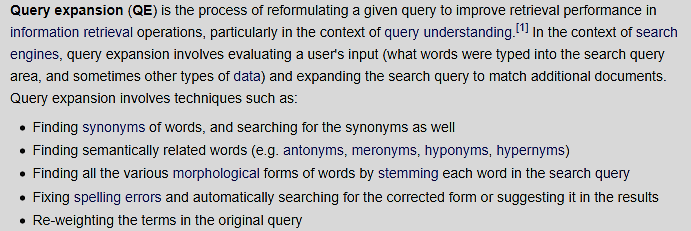 Query expansion (QE) is the process of reformulating a given query to improve retrieval performance in
information retrieval operations, particularly in the context of query understanding.[1] In the context of search
engines, query expansion involves evaluating a user's input (what words were typed into the search query
area, and sometimes other types of data) and expanding the search query to match additional documents.
Query expansion involves techniques such as:
• Finding synonyms of words, and searching for the synonyms as well
• Finding semantically related words (e.g. antonyms, meronyms, hyponyms, hypernyms)
• Finding all the various morphological forms of words by stemming each word in the search query
• Fixing spelling errors and automatically searching for the corrected form or suggesting it in the results
• Re-weighting the terms in the original query